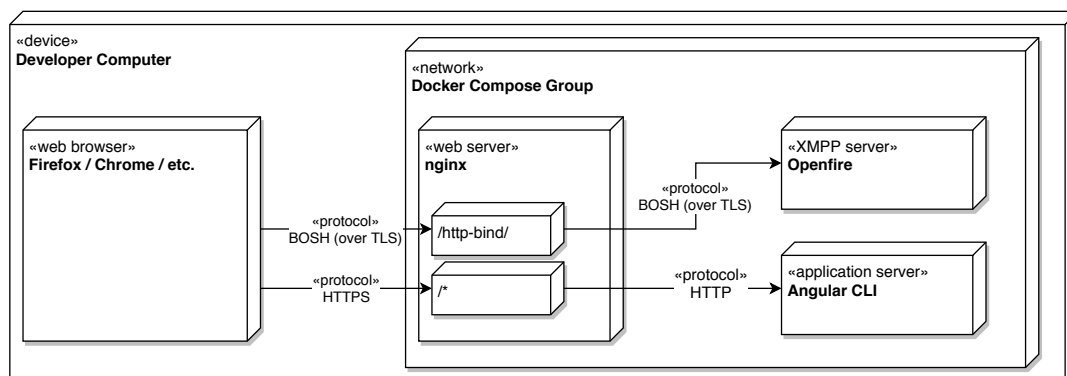 «device»
Developer Computer
«network»
Docker Compose Group
«web browser»
Firefox / Chrome / etc.
«web server»
nginx
«XMPP server»
Openfire
«protocol»
BOSH (over TLS)
«protocol»
BOSH (over TLS)
/http-bind/
«protocol»
HTTPS
/*
«protocol»
HTTP
«application server»
Angular CLI